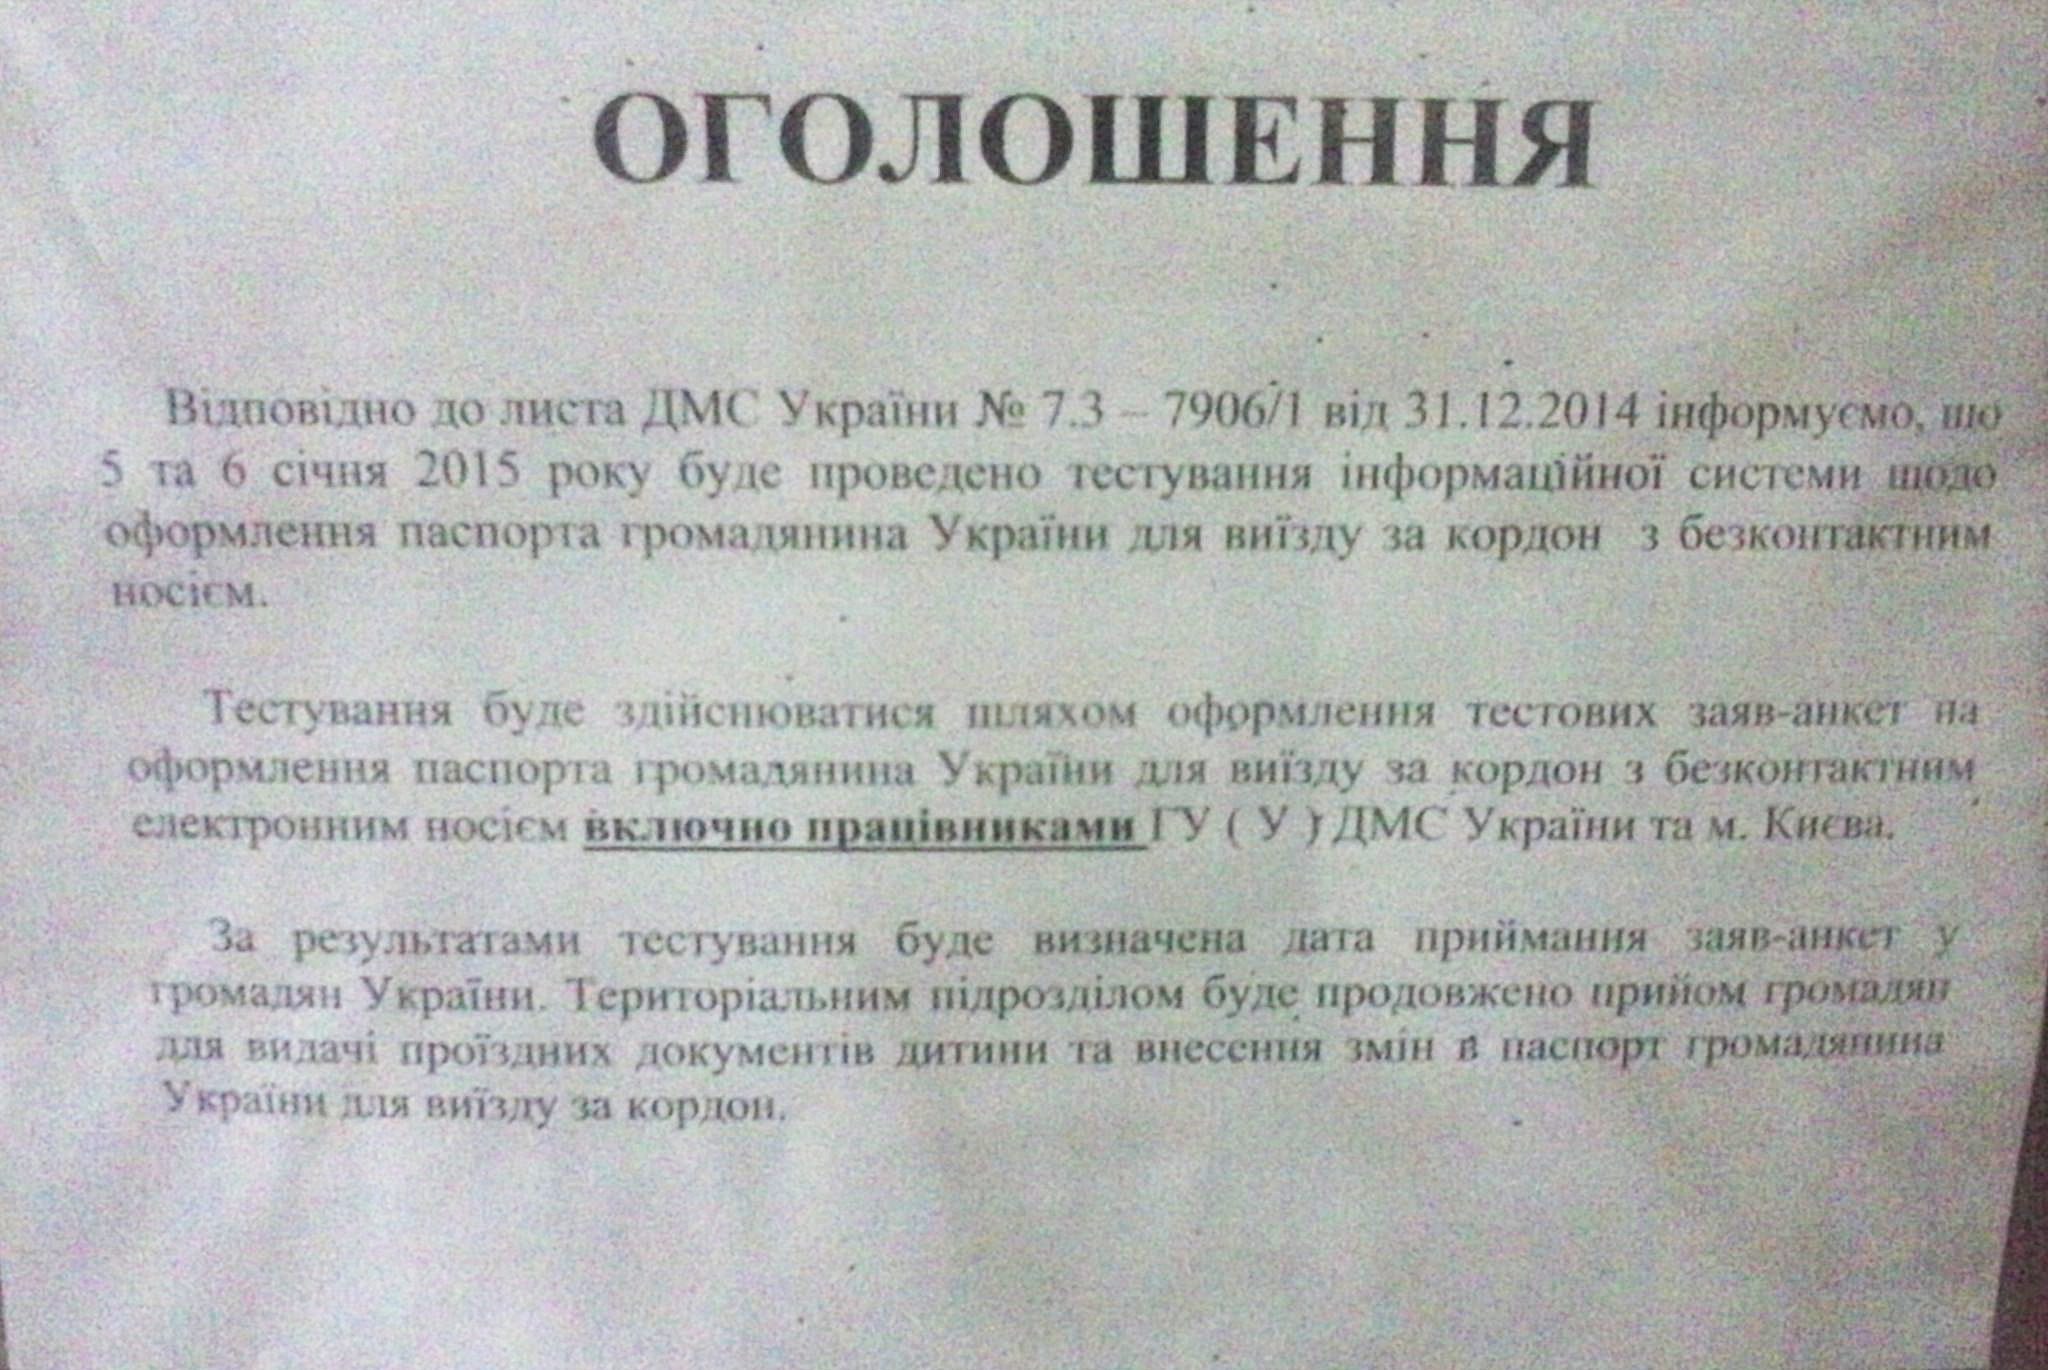 ОГОЛОШЕННЯ
Відповідно до листа ДМС України № 7.3 – 7906/1 від 31.12.2014 інформуємо, що
5 та 6 січня 2015 року буде проведено тестування інформаційної системи щодо
оформлення паспорта громадянина України для виїзду за кордон з безконтактним
носієм.
Тестування буде здійснюватися шляхом оформлення тестових заяв-анкет на
оформлення паспорта громадянина України для виїзду за кордон з безконтактним
електронним носієм включно працівниками ГУ ( У ) ДМС України та м. Києва.
За результатами тестування буде визначена дата приймання заяв-анкет у
громадян України. Територіальним підрозділом буде продовжено прийом громадян
для видачі проїздних документів дитини та внесення змін в паспорт громадянина
України для виїзду за кордон.